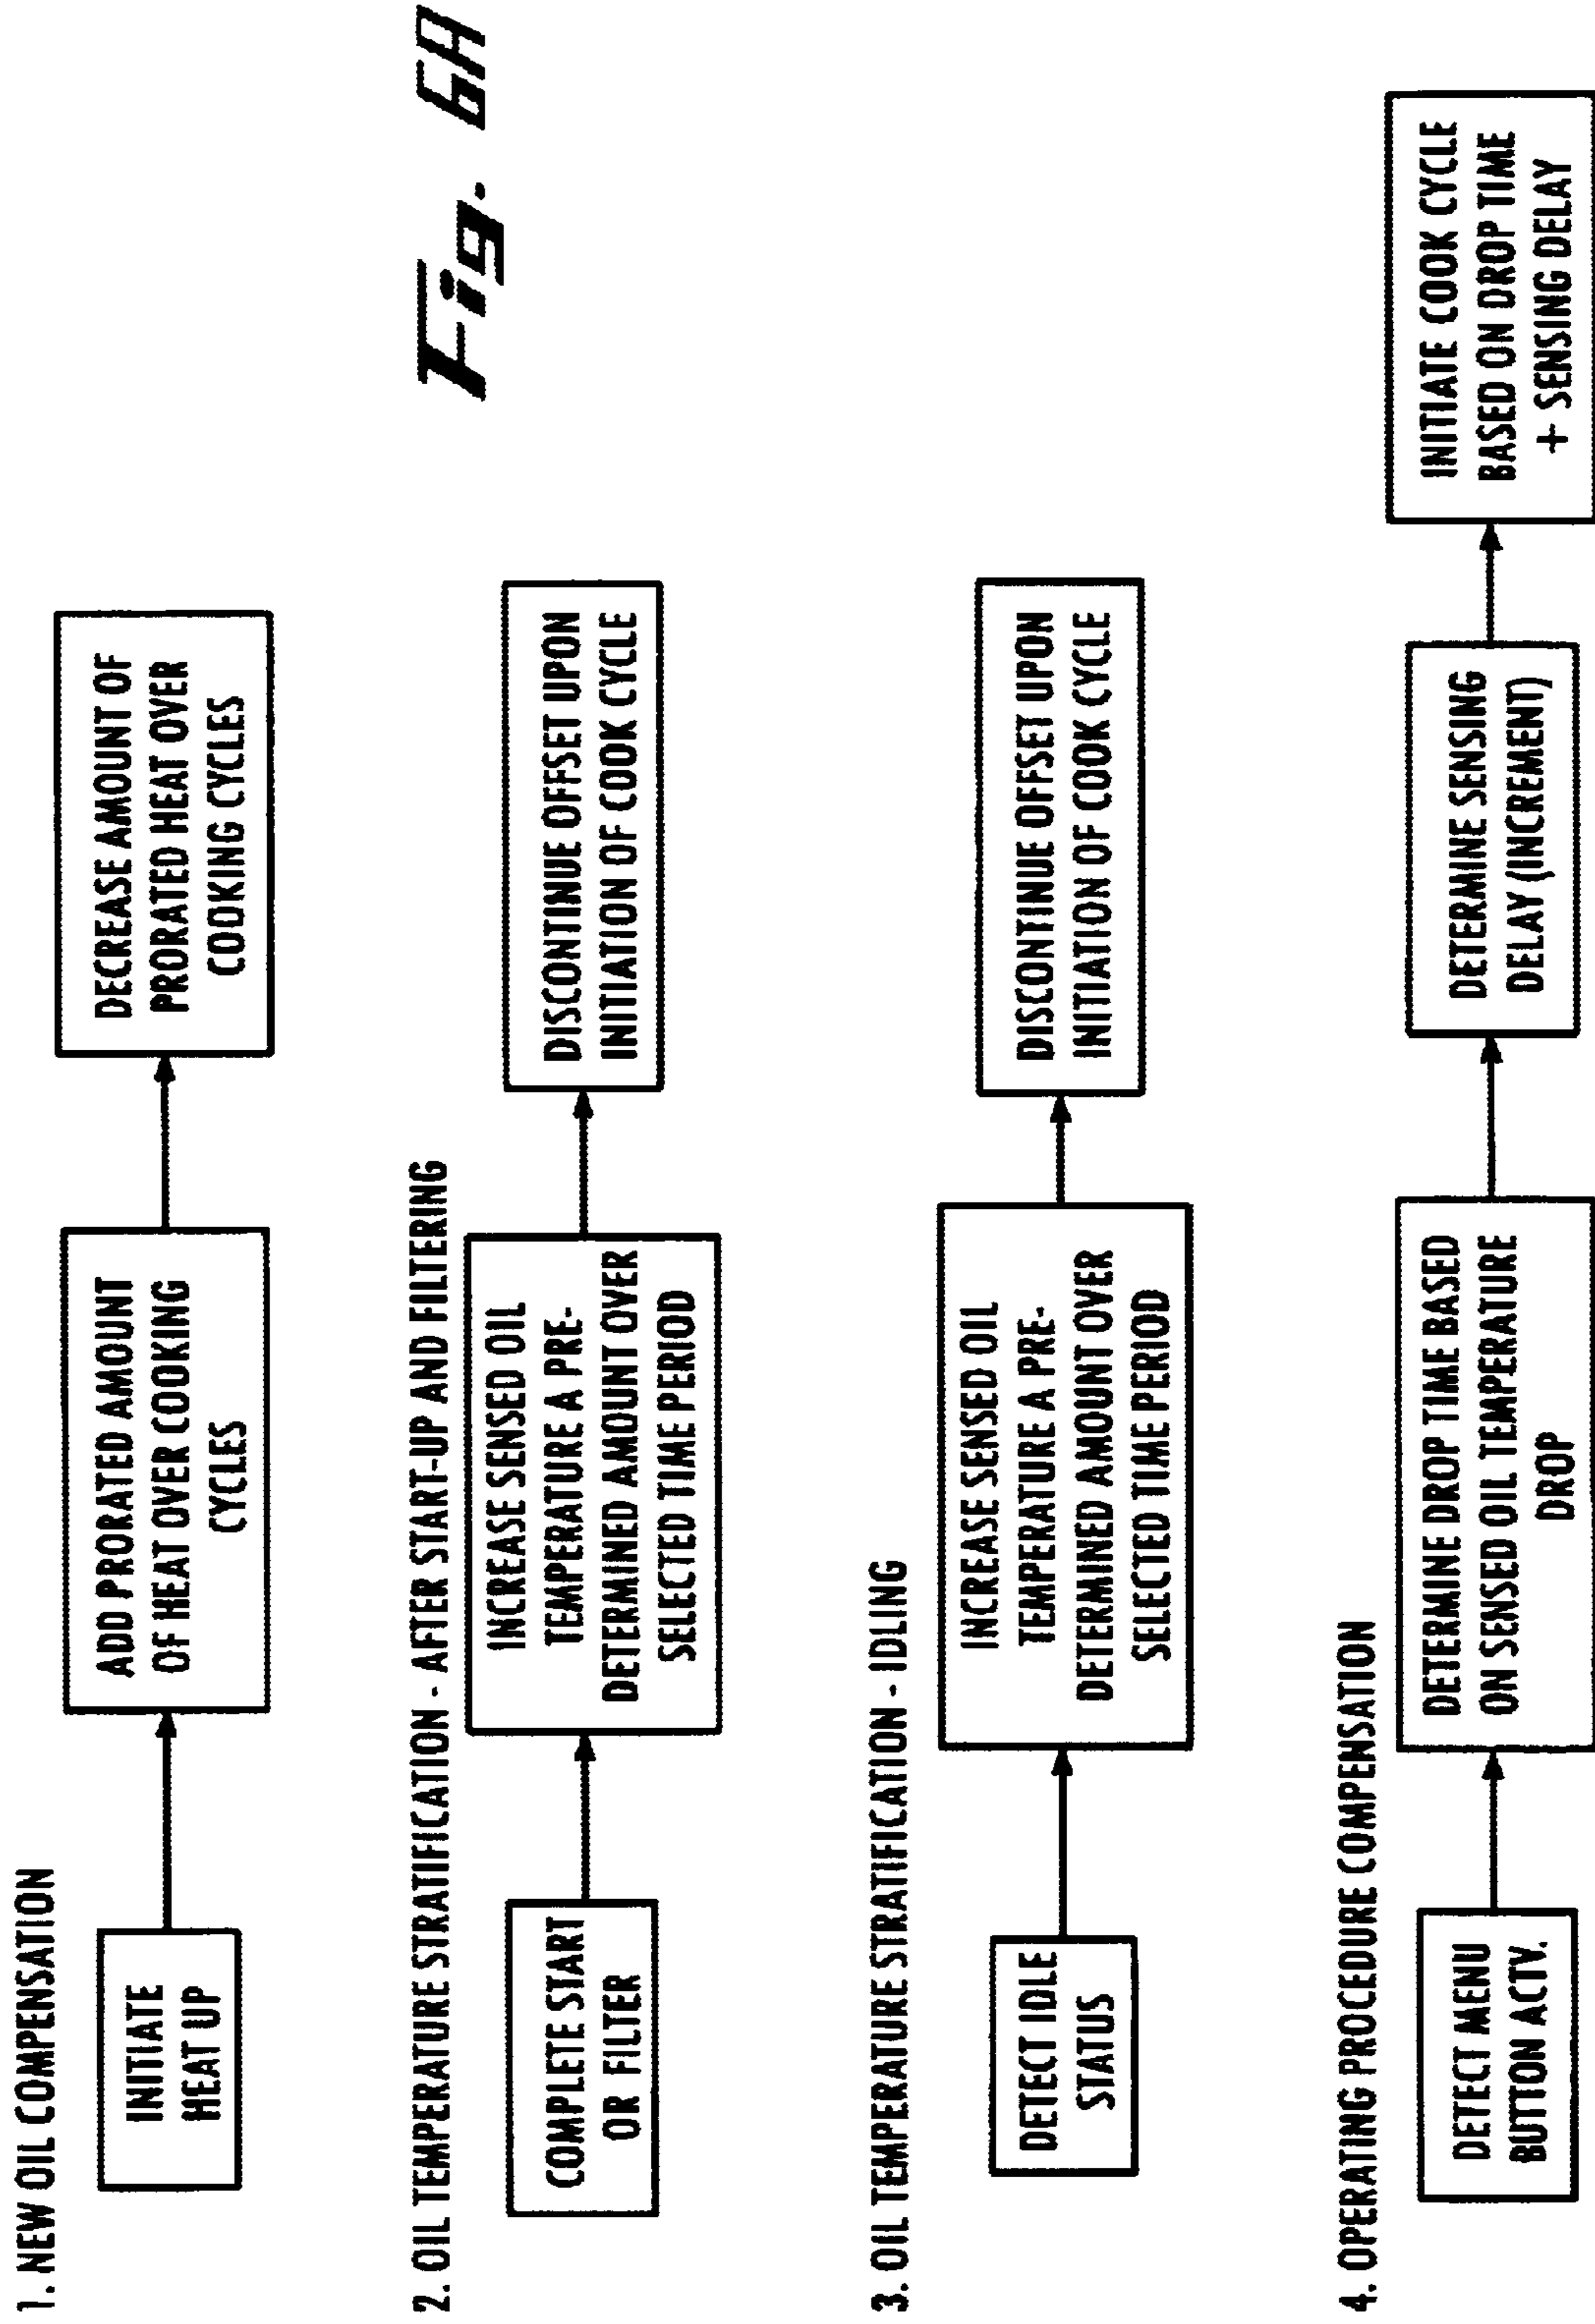 1. NEW OIL COMPENSATION
INITIATE
HEAT UP
ADD PRORATED AMOUNT
OF HEAT OVER COOKING
CYCLES
DECREASE AMOUNT OF
PRORATED HEAT OVER
COOKING CYCLES
2. OIL TEMPERATURE STRATIFICATION - AFTER START-UP AND FILTERING
COMPLETE START
OR FILTER
INCREASE SENSED OIL
TEMPERATURE A PRE-
DETERMINED AMOUNT OVER
SELECTED TIME PERIOD
DISCONTINUE OFFSET UPON
INITIATION OF COOK CYCLE
Fig. 6A
3. OIL TEMPERATURE STRATIFICATION - IDLING
DETECT IDLE
STATUS
INCREASE SENSED OIL
TEMPERATURE A PRE-
DETERMINED AMOUNT OVER
SELECTED TIME PERIOD
DISCONTINUE OFFSET UPON
INITIATION OF COOK CYCLE
4. OPERATING PROCEDURE COMPENSATION
DETECT MENU
BUTTON ACTV.
DETERMINE DROP TIME BASED
ON SENSED OIL TEMPERATURE
DROP
DETERMINE SENSING
DELAY (INCREMENT)
INITIATE COOK CYCLE
BASED ON DROP TIME
+ SENSING DELAY